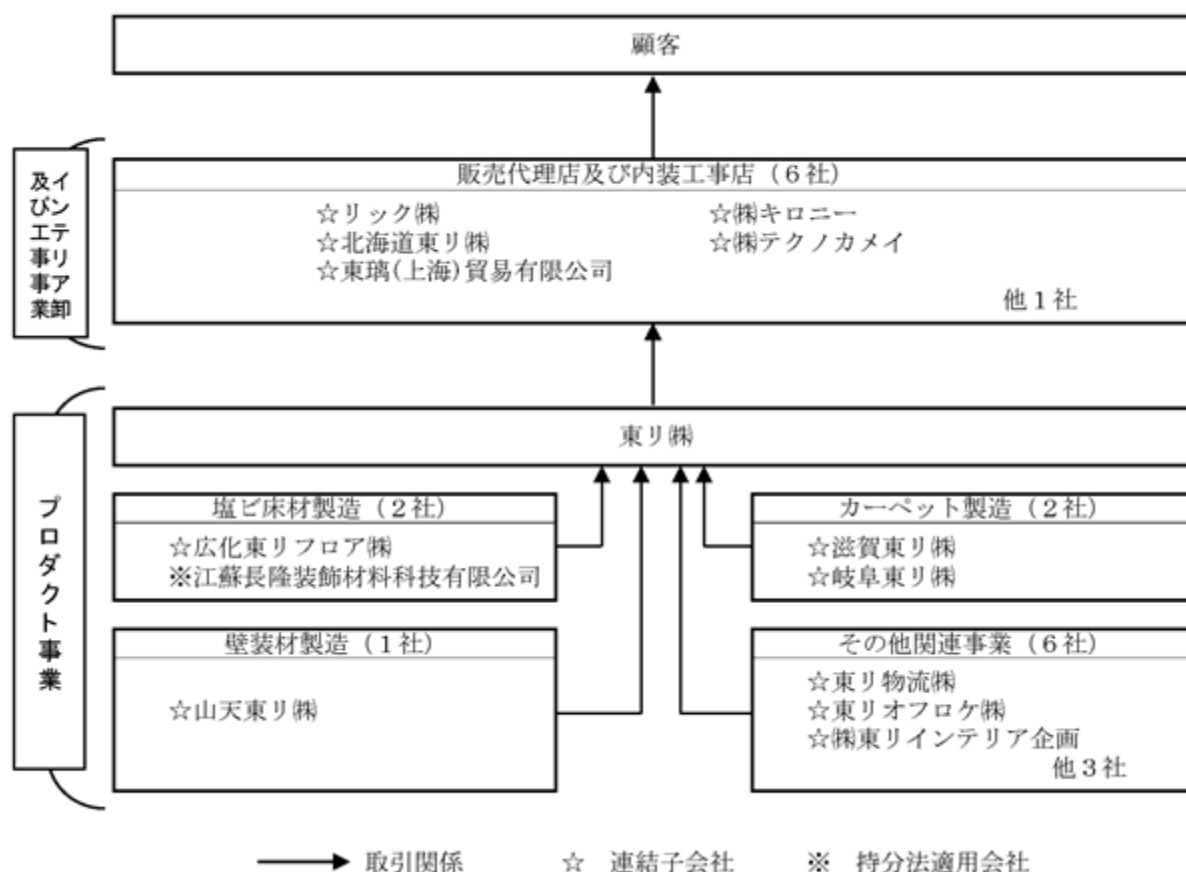 顧客
インテリア卸
及び工事事業
販売代理店及び内装工事店（６社）
☆リック㈱
☆㈱キロニー
☆北海道東リ㈱
☆㈱テクノカメイ
☆東璃(上海)貿易有限公司
他１社
プロダクト事業
東リ㈱
塩ビ床材製造（２社）
☆広化東リフロア㈱
※江蘇長隆装飾材料科技有限公司
カーペット製造（２社）
☆滋賀東リ㈱
☆岐阜東リ㈱
壁装材製造（１社）
☆山天東リ㈱
その他関連事業（６社）
☆東リ物流㈱
☆東リオフロケ㈱
☆㈱東リインテリア企画
他３社
取引関係　☆　連結子会社　※　持分法適用会社